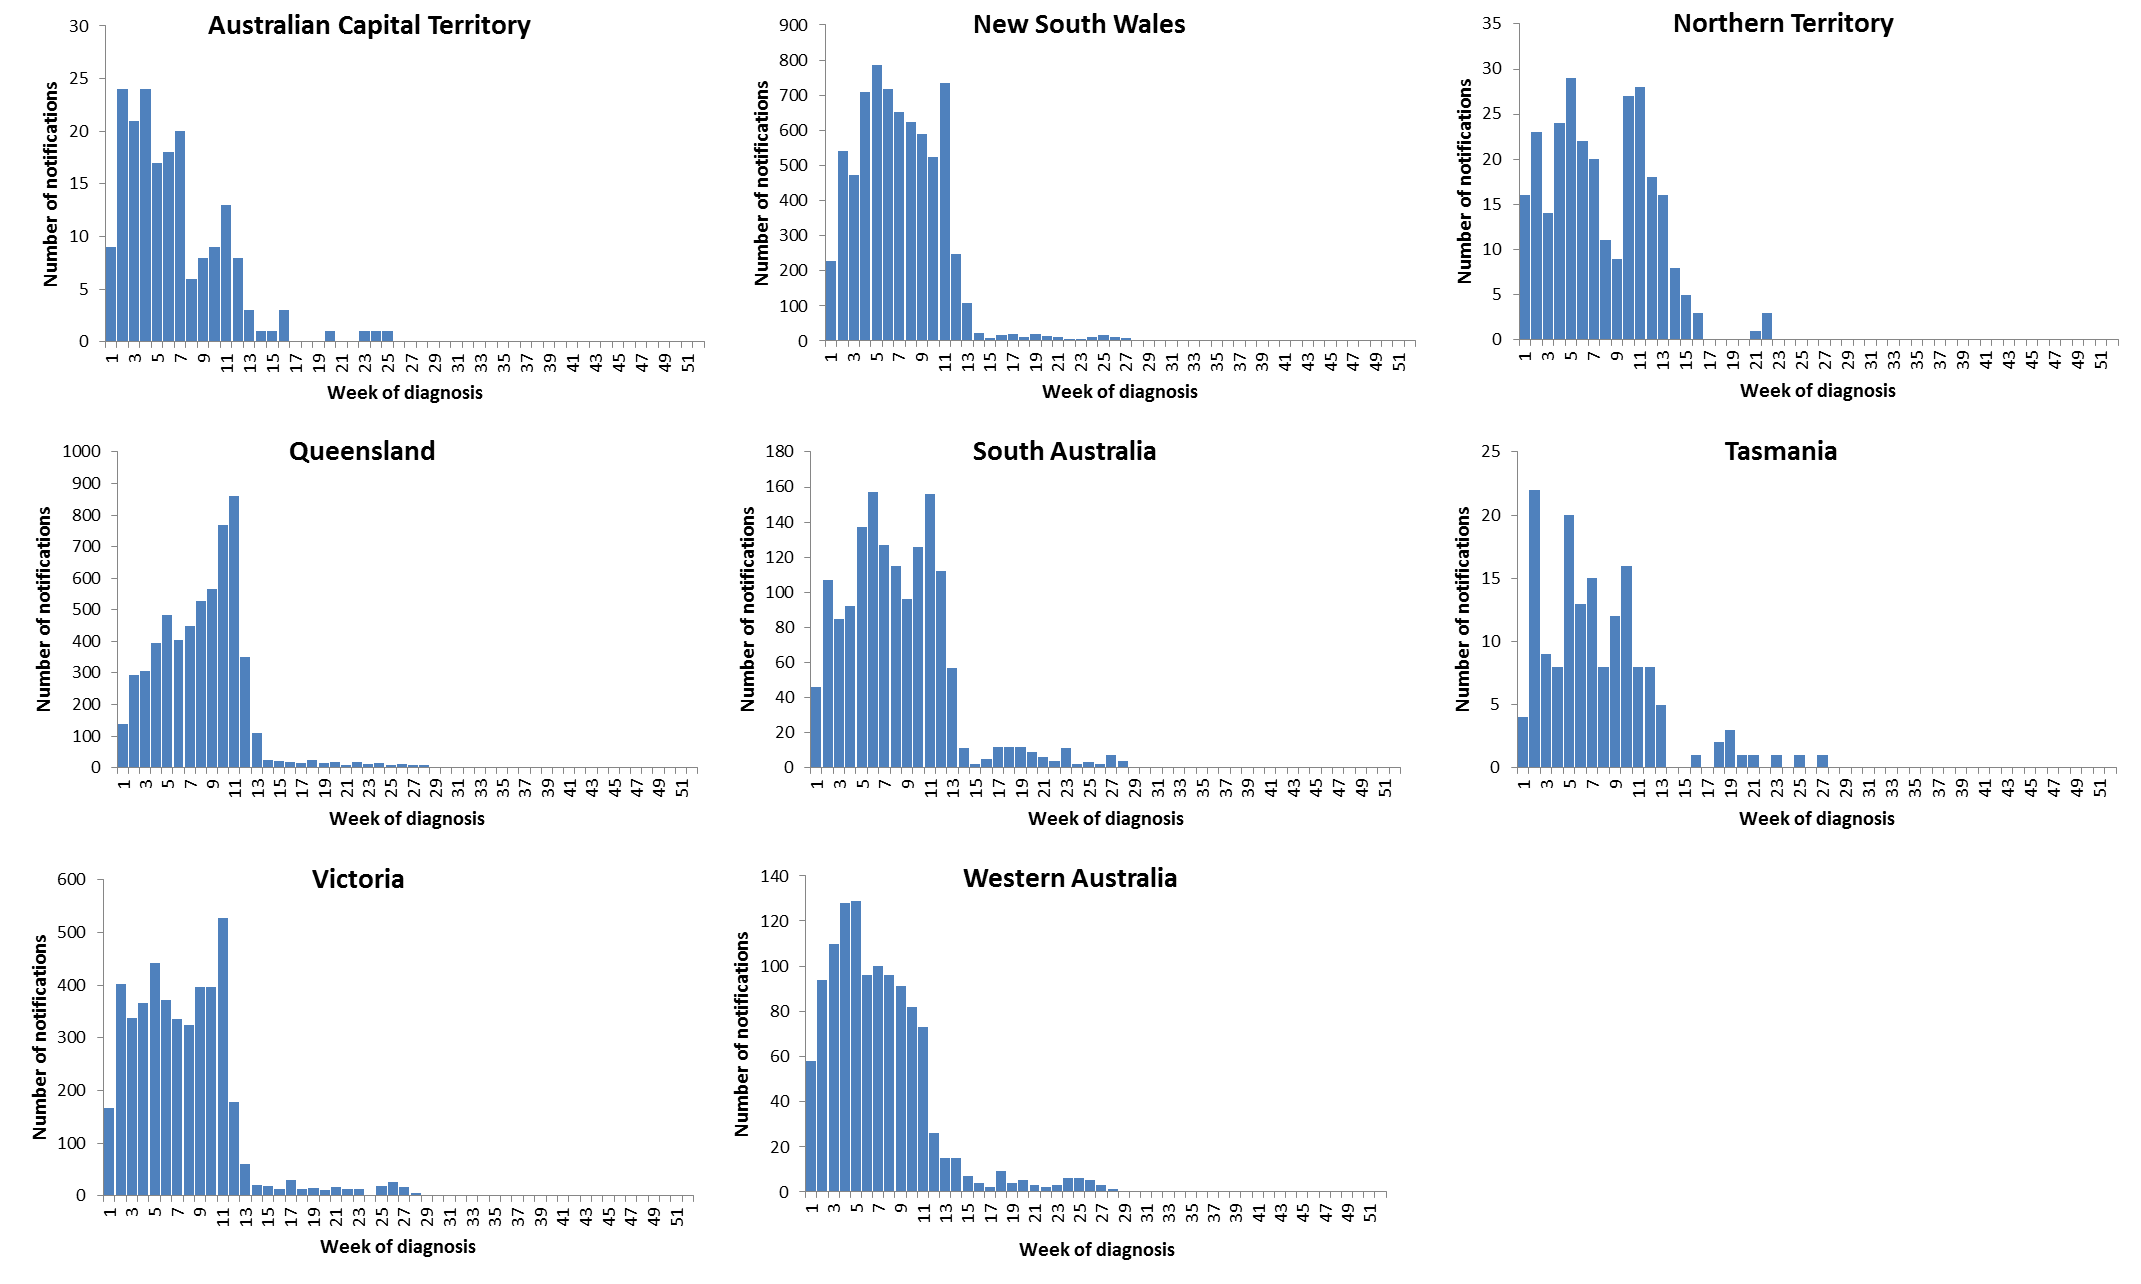 Australian Capital Territory
Number of notifications
30
25
20
15
10
5
0
1 3 5 7 9 11 13 15 17 19 21 23 25 27 29 31 33 35 37 39 41 43 45 47 49 51
Week of diagnosis
New South Wales
Number of notifications
900
800
700
600
500
400
300
200
100
0
1 3 5 7 9 11 13 15 17 19 21 23 25 27 29 31 33 35 37 39 41 43 45 47 49 51
Week of diagnosis
Northern Territory
Number of notifications
35
30
25
20
15
10
5
0
1 3 5 7 9 11 13 15 17 19 21 23 25 27 29 31 33 35 37 39 41 43 45 47 49 51
Week of diagnosis
Queensland
Number of notifications
1000
900
800
700
600
500
400
300
200
100
0
1 3 5 7 9 11 13 15 17 19 21 23 25 27 29 31 33 35 37 39 41 43 45 47 49 51
Week of diagnosis
South Australia
Number of notifications
180
160
140
120
100
80
60
40
20
0
1 3 5 7 9 11 13 15 17 19 21 23 25 27 29 31 33 35 37 39 41 43 45 47 49 51
Week of diagnosis
Tasmania
Number of notifications
25
20
15
10
5
0
1 3 5 7 9 11 13 15 17 19 21 23 25 27 29 31 33 35 37 39 41 43 45 47 49 51
Week of diagnosis
Victoria
Number of notifications
600
500
400
300
200
100
0
1 3 5 7 9 11 13 15 17 19 21 23 25 27 29 31 33 35 37 39 41 43 45 47 49 51
Week of diagnosis
Western Australia
Number of notifications
140
120
100
80
60
40
20
0
1 3 5 7 9 11 13 15 17 19 21 23 25 27 29 31 33 35 37 39 41 43 45 47 49 51
Week of diagnosis